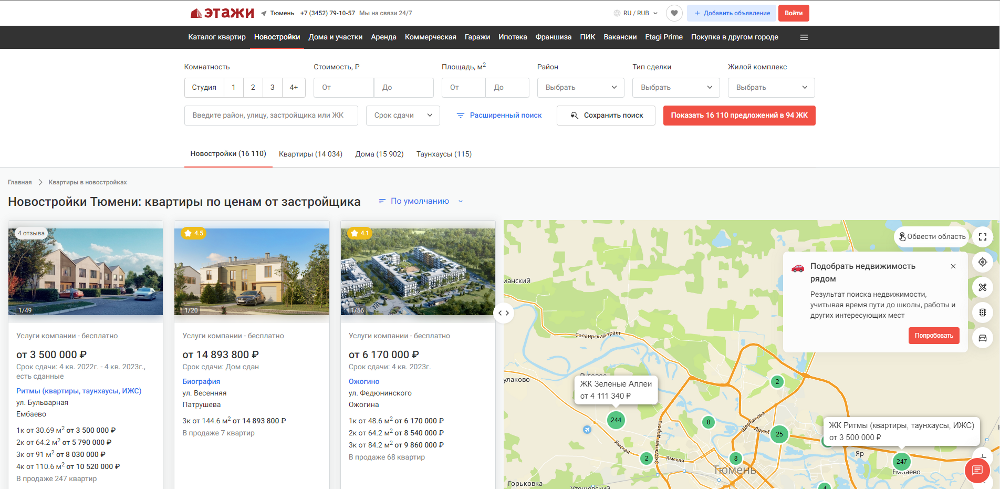 этажи
Тюмень
+7 (3452) 79-10-57
Мы на связи 24/7
RU / RUB
+ Добавить объявление
Войти
Каталог квартир
Новостройки
Дома и участки
Аренда
Коммерческая
Гаражи
Ипотека
Франшиза
ПИК
Вакансии
Etagi Prime
Покупка в другом городе
Комнатность
Стоимость, ₽
Площадь, м²
Район
Тип сделки
Жилой комплекс
Студия
1
2
3
4+
От
До
От
До
Выбрать
Выбрать
Выбрать
Введите район, улицу, застройщика или ЖК
Срок сдачи
Расширенный поиск
Сохранить поиск
Показать 16 110 предложений в 94 ЖК
Новостройки (16 110)
Квартиры (14 034)
Дома (15 902)
Таунхаусы (115)
Главная
Квартиры в новостройках
Новостройки Тюмени: квартиры по ценам от застройщика
По умолчанию
4 отзыва
1/49
Услуги компании - бесплатно
от 3 500 000 ₽
Срок сдачи: 4 кв. 2022г. - 4 кв. 2023г.,
есть сданные
Ритмы (квартиры, таунхаусы, ИЖС)
ул. Бульварная
Ембаево
1к от 30.69 м² от 3 500 000 ₽
2к от 64.2 м² от 5 790 000 ₽
3к от 91 м² от 8 030 000 ₽
4к от 110.6 м² от 10 520 000 ₽
В продаже 247 квартир
4.5
1/20
Услуги компании - бесплатно
от 14 893 800 ₽
Срок сдачи: Дом сдан
Биография
ул. Весенняя
Патрушева
3к от 144.6 м² от 14 893 800 ₽
В продаже 7 квартир
4.1
1/56
Услуги компании - бесплатно
от 6 170 000 ₽
Срок сдачи: 4 кв. 2023г.
Ожогино
ул. Федюнинского
Ожогина
1к от 48.6 м² от 6 170 000 ₽
2к от 64.2 м² от 8 540 000 ₽
3к от 84.2 м² от 9 860 000 ₽
В продаже 68 квартир
Обвести область
Подобрать недвижимость
рядом
Результат поиска недвижимости,
учитывая время пути до школы, работы и
других интересующих мест
Попробовать
манский
Салаирский тракт
улаково
ЖК Зеленые Аллеи
от 4 111 340 ₽
244
2
8
Щербакова
25
ЖК Ритмы (квартиры, таунхаусы, ИЖС)
от 3 500 000 ₽
Ямская
Окружная дорога
2
Ямская
8
Яр
247
Тюмень
Ембаево
Горьковка
Утешевский
4